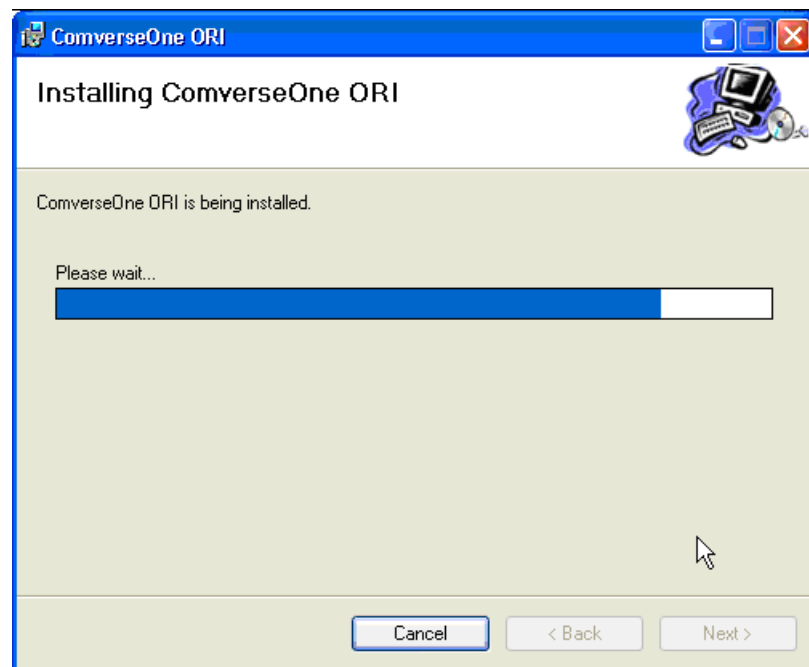 ComverseOne ORI
Installing ComverseOne ORI
ComverseOne ORI is being installed.
Please wait...
Cancel
< Back
Next >